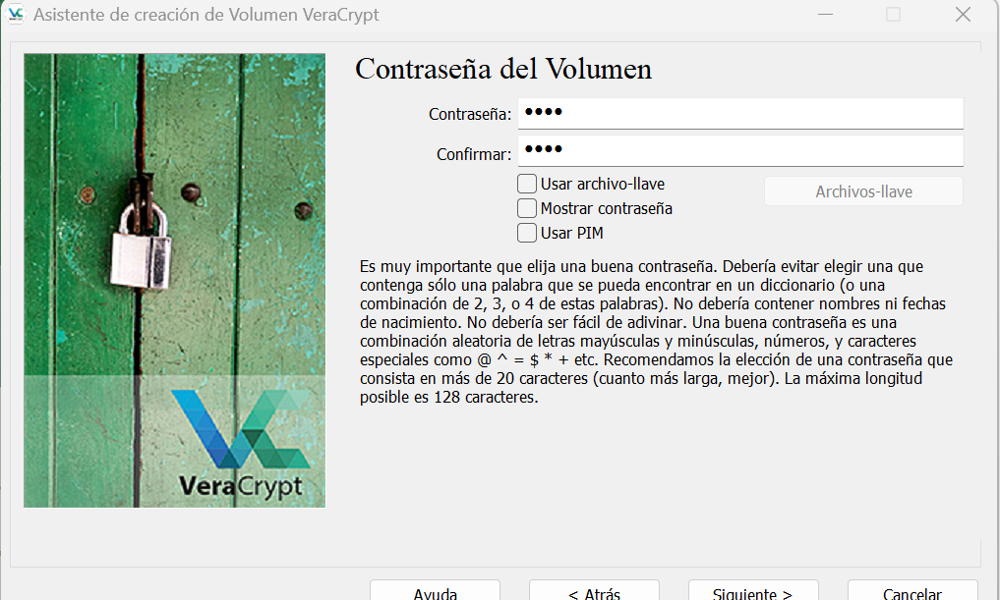 Asistente de creación de Volumen VeraCrypt
Contraseña del Volumen
Contraseña: ••••
Confirmar: ••••
Usar archivo-llave
Archivos-llave
Mostrar contraseña
Usar PIM
Es muy importante que elija una buena contraseña. Debería evitar elegir una que
contenga sólo una palabra que se pueda encontrar en un diccionario (o una
combinación de 2, 3, o 4 de estas palabras). No debería contener nombres ni fechas
de nacimiento. No debería ser fácil de adivinar. Una buena contraseña es una
combinación aleatoria de letras mayúsculas y minúsculas, números, y caracteres
especiales como @ ^ = $ * + etc. Recomendamos la elección de una contraseña que
consista en más de 20 caracteres (cuanto más larga, mejor). La máxima longitud
posible es 128 caracteres.
VeraCrypt
Ayuda
< Atrás
Siguiente >
Cancelar